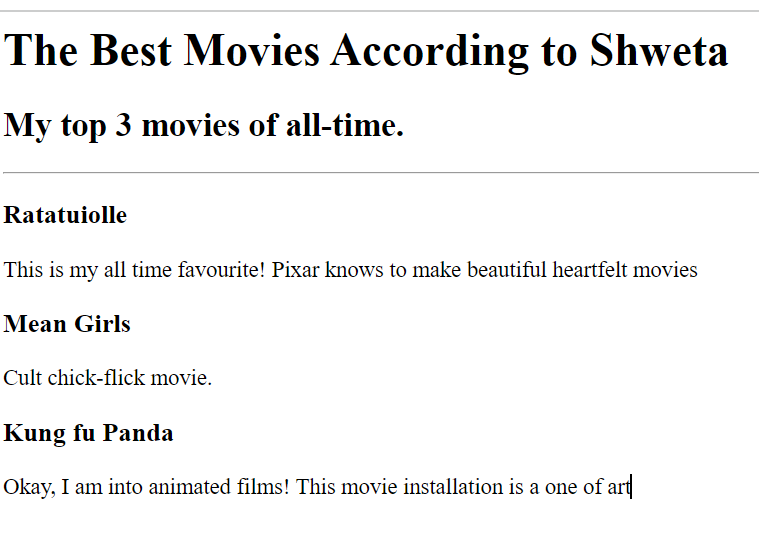 The Best Movies According to Shweta
My top 3 movies of all-time.
Ratatuiolle
This is my all time favourite! Pixar knows to make beautiful heartfelt movies
Mean Girls
Cult chick-flick movie.
Kung fu Panda
Okay, I am into animated films! This movie installation is a one of art